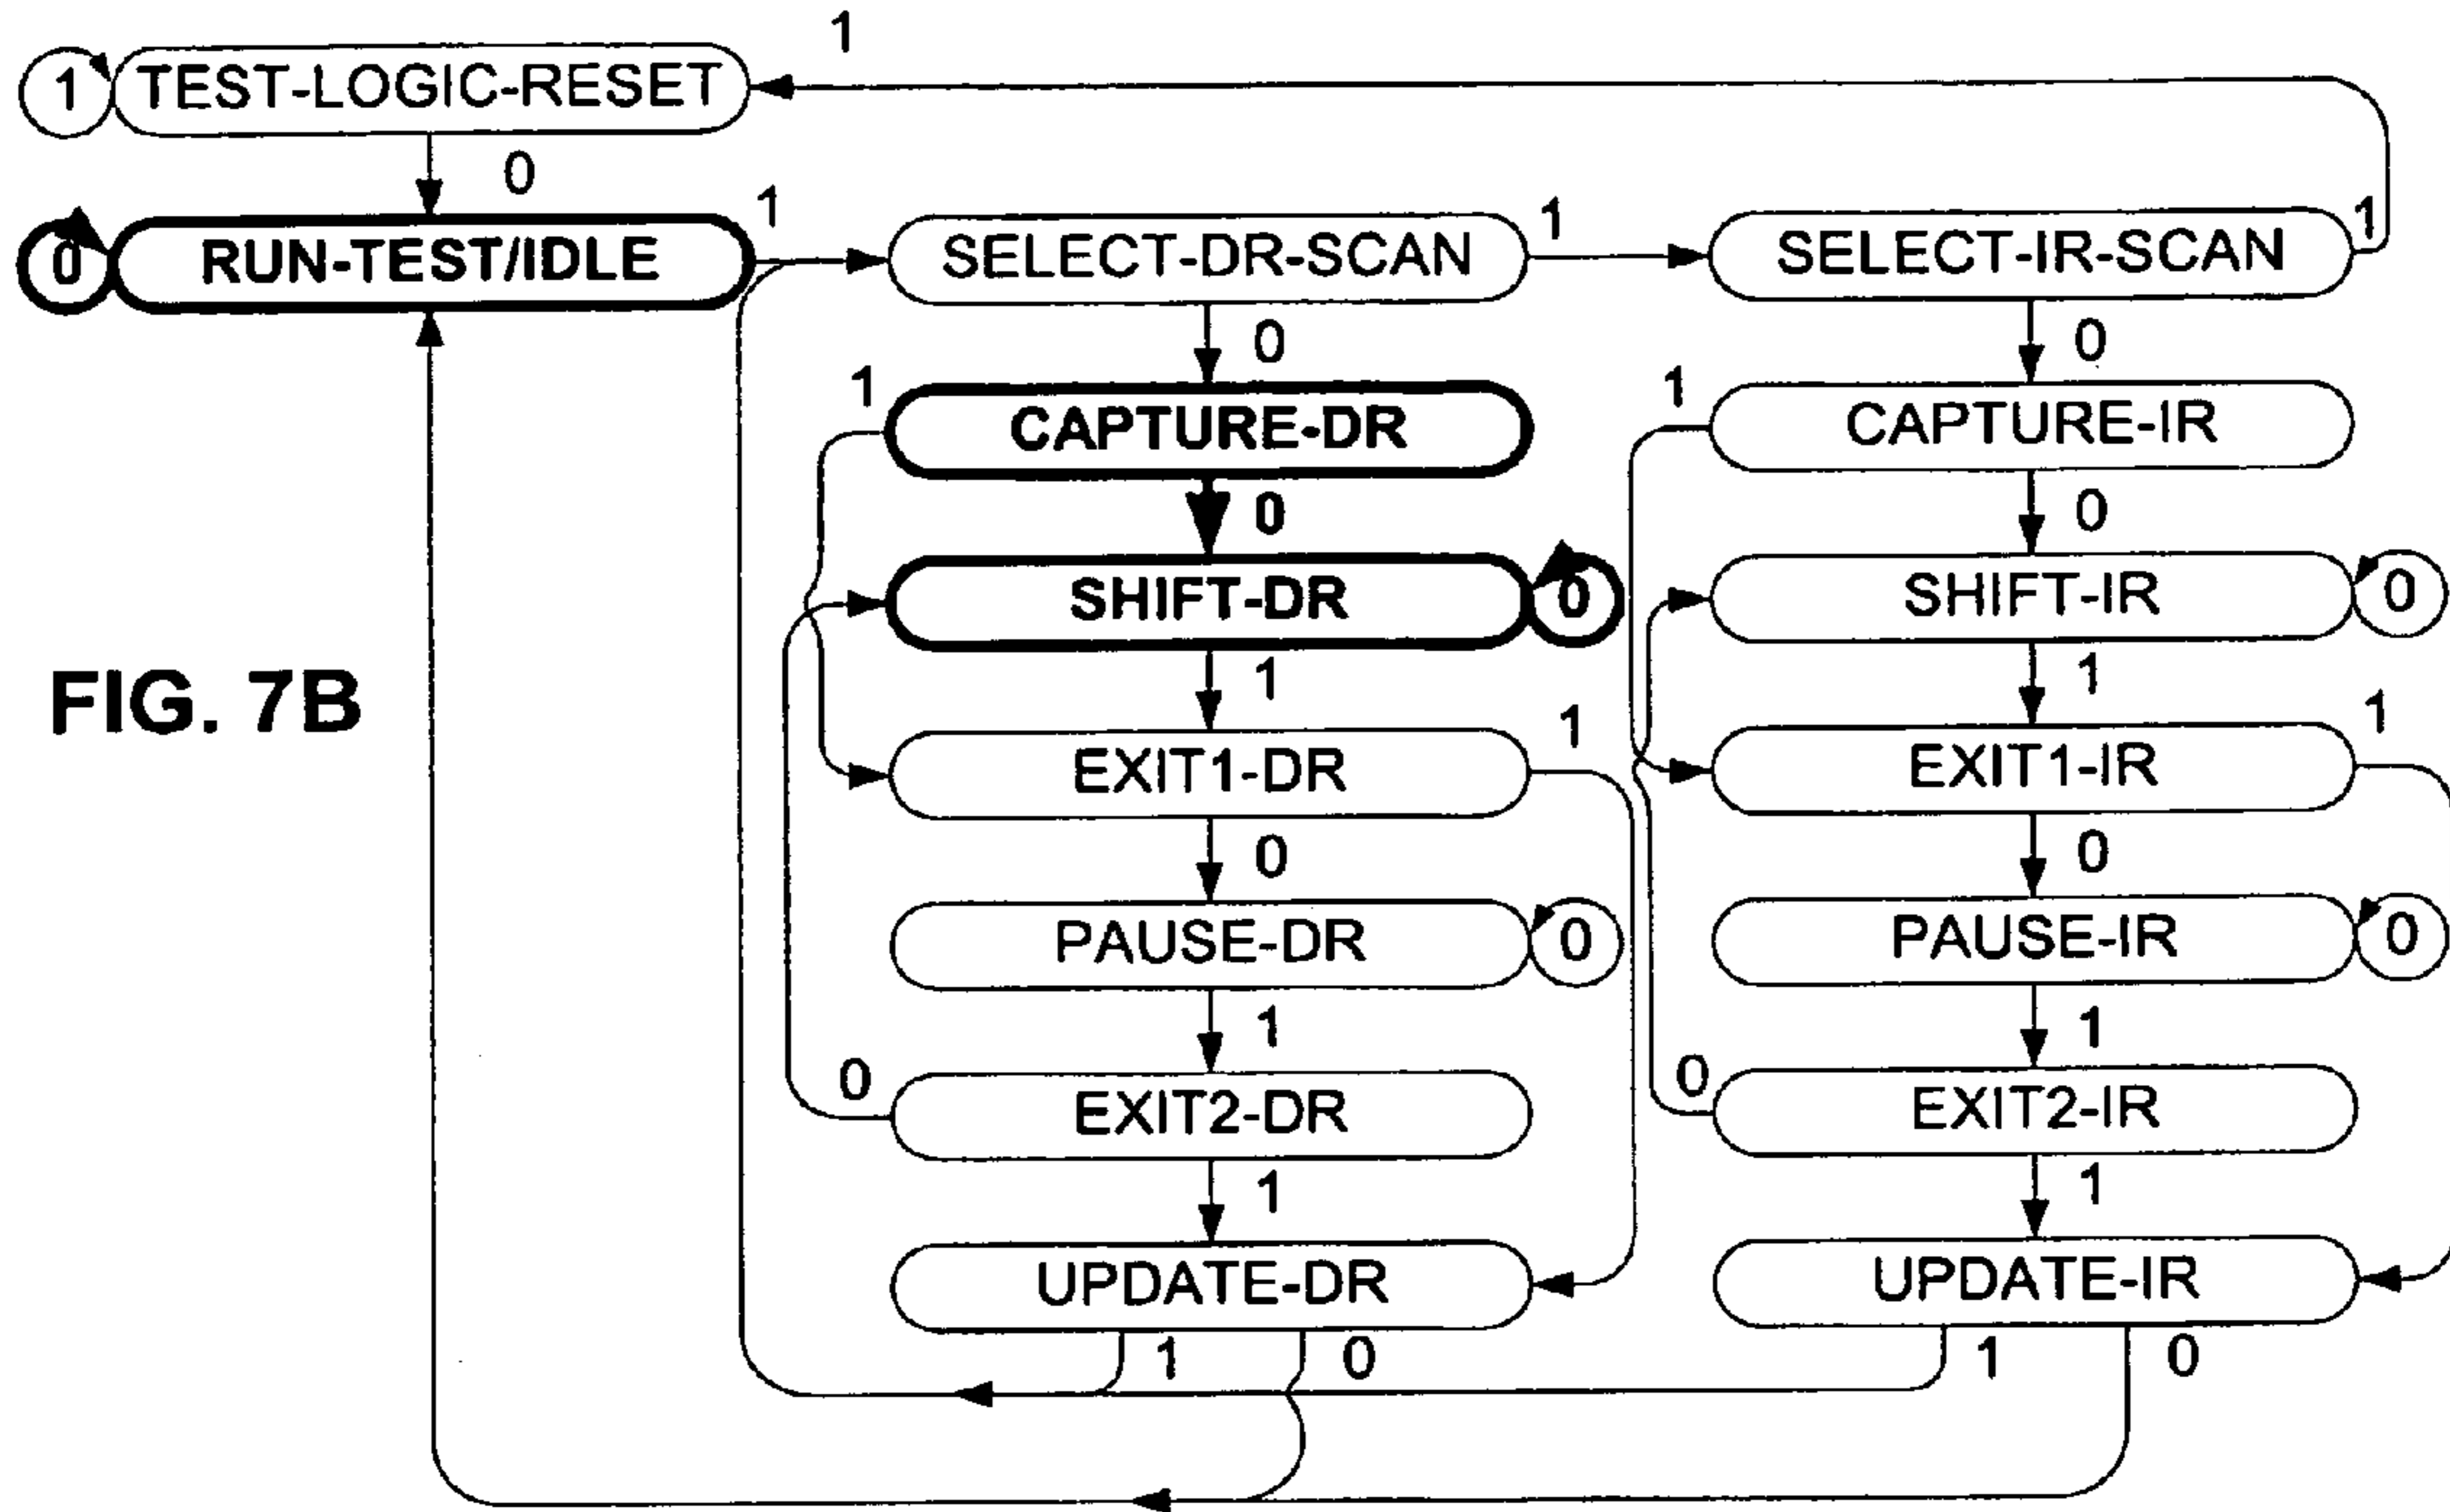 1
1 TEST-LOGIC-RESET
0
1 1 1
0 RUN-TEST/IDLE SELECT-DR-SCAN SELECT-IR-SCAN
0 0
1 1
CAPTURE-DR CAPTURE-IR
0 0
SHIFT-DR 0 SHIFT-IR 0
1 1
FIG. 7B
1 1
EXIT1-DR EXIT1-IR
0 0
PAUSE-DR 0 PAUSE-IR 0
1 1
0 0
EXIT2-DR EXIT2-IR
1 1
UPDATE-DR UPDATE-IR
1 0 1 0